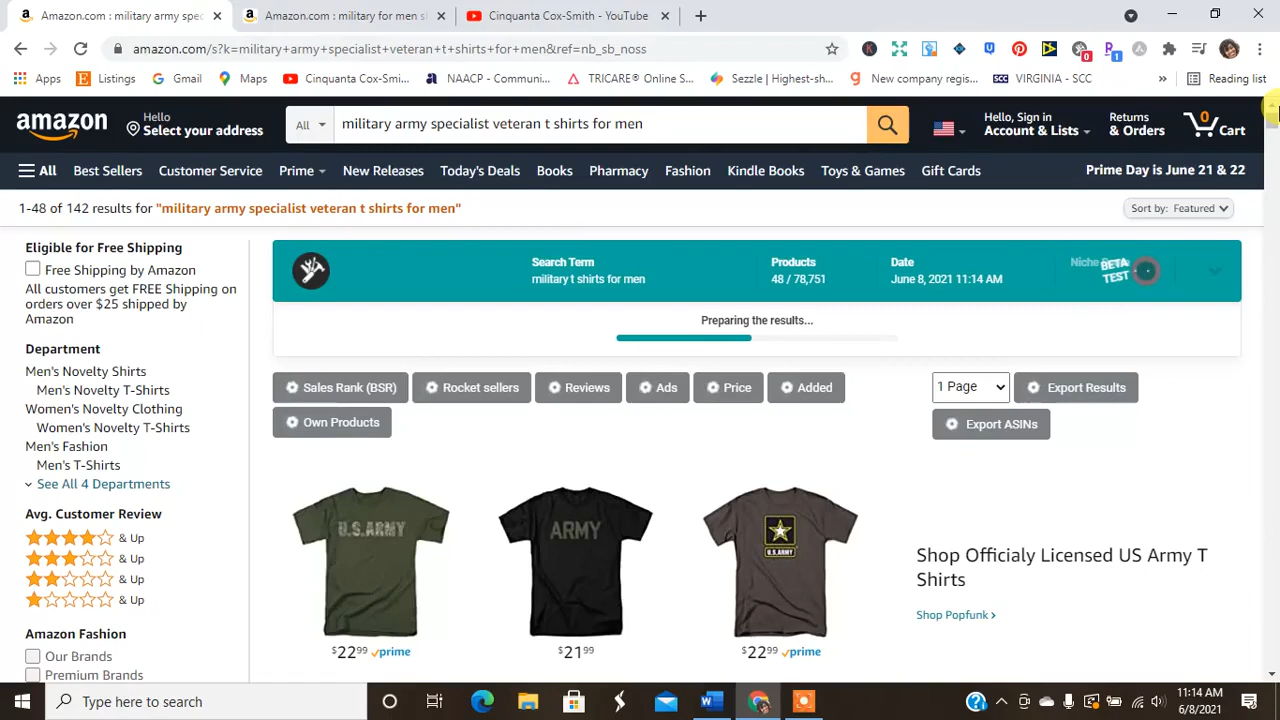 Amazon.com : military army spec
Amazon.com : military for men s
Cinquanta Cox-Smith - YouTube
amazon.com/s?k=military+army+specialist+veteran+t+shirts+for+men&ref=nb_sb_noss
Apps Listings Gmail Maps Cinquanta Cox-Smi... NAACP - Communi... TRICARE® Online S... Sezzle | Highest-sh... New company regis... SCC VIRGINIA - SCC » Reading list
amazon Hello Select your address All military army specialist veteran t shirts for men Hello, Sign in Account & Lists Returns & Orders 0 Cart
All Best Sellers Customer Service Prime New Releases Today's Deals Books Pharmacy Fashion Kindle Books Toys & Games Gift Cards Prime Day is June 21 & 22
1-48 of 142 results for "military army specialist veteran t shirts for men" Sort by: Featured
Eligible for Free Shipping
Free Shipping by Amazon
All customers get FREE Shipping on
orders over $25 shipped by
Amazon
Department
Men's Novelty Shirts
Men's Novelty T-Shirts
Women's Novelty Clothing
Women's Novelty T-Shirts
Men's Fashion
Men's T-Shirts
See All 4 Departments
Avg. Customer Review
& Up
& Up
& Up
& Up
Amazon Fashion
Our Brands
Premium Brands
Search Term Products Date Niche
military t shirts for men 48 / 78,751 June 8, 2021 11:14 AM
BETA
TEST
Preparing the results...
Sales Rank (BSR) Rocket sellers Reviews Ads Price Added 1 Page Export Results
Own Products Export ASINs
U.S.ARMY
ARMY
U.S.ARMY
Shop Officialy Licensed US Army T
Shirts
Shop Popfunk ›
$22.99 prime $21.99 $22.99 prime
Type here to search
11:14 AM
6/8/2021